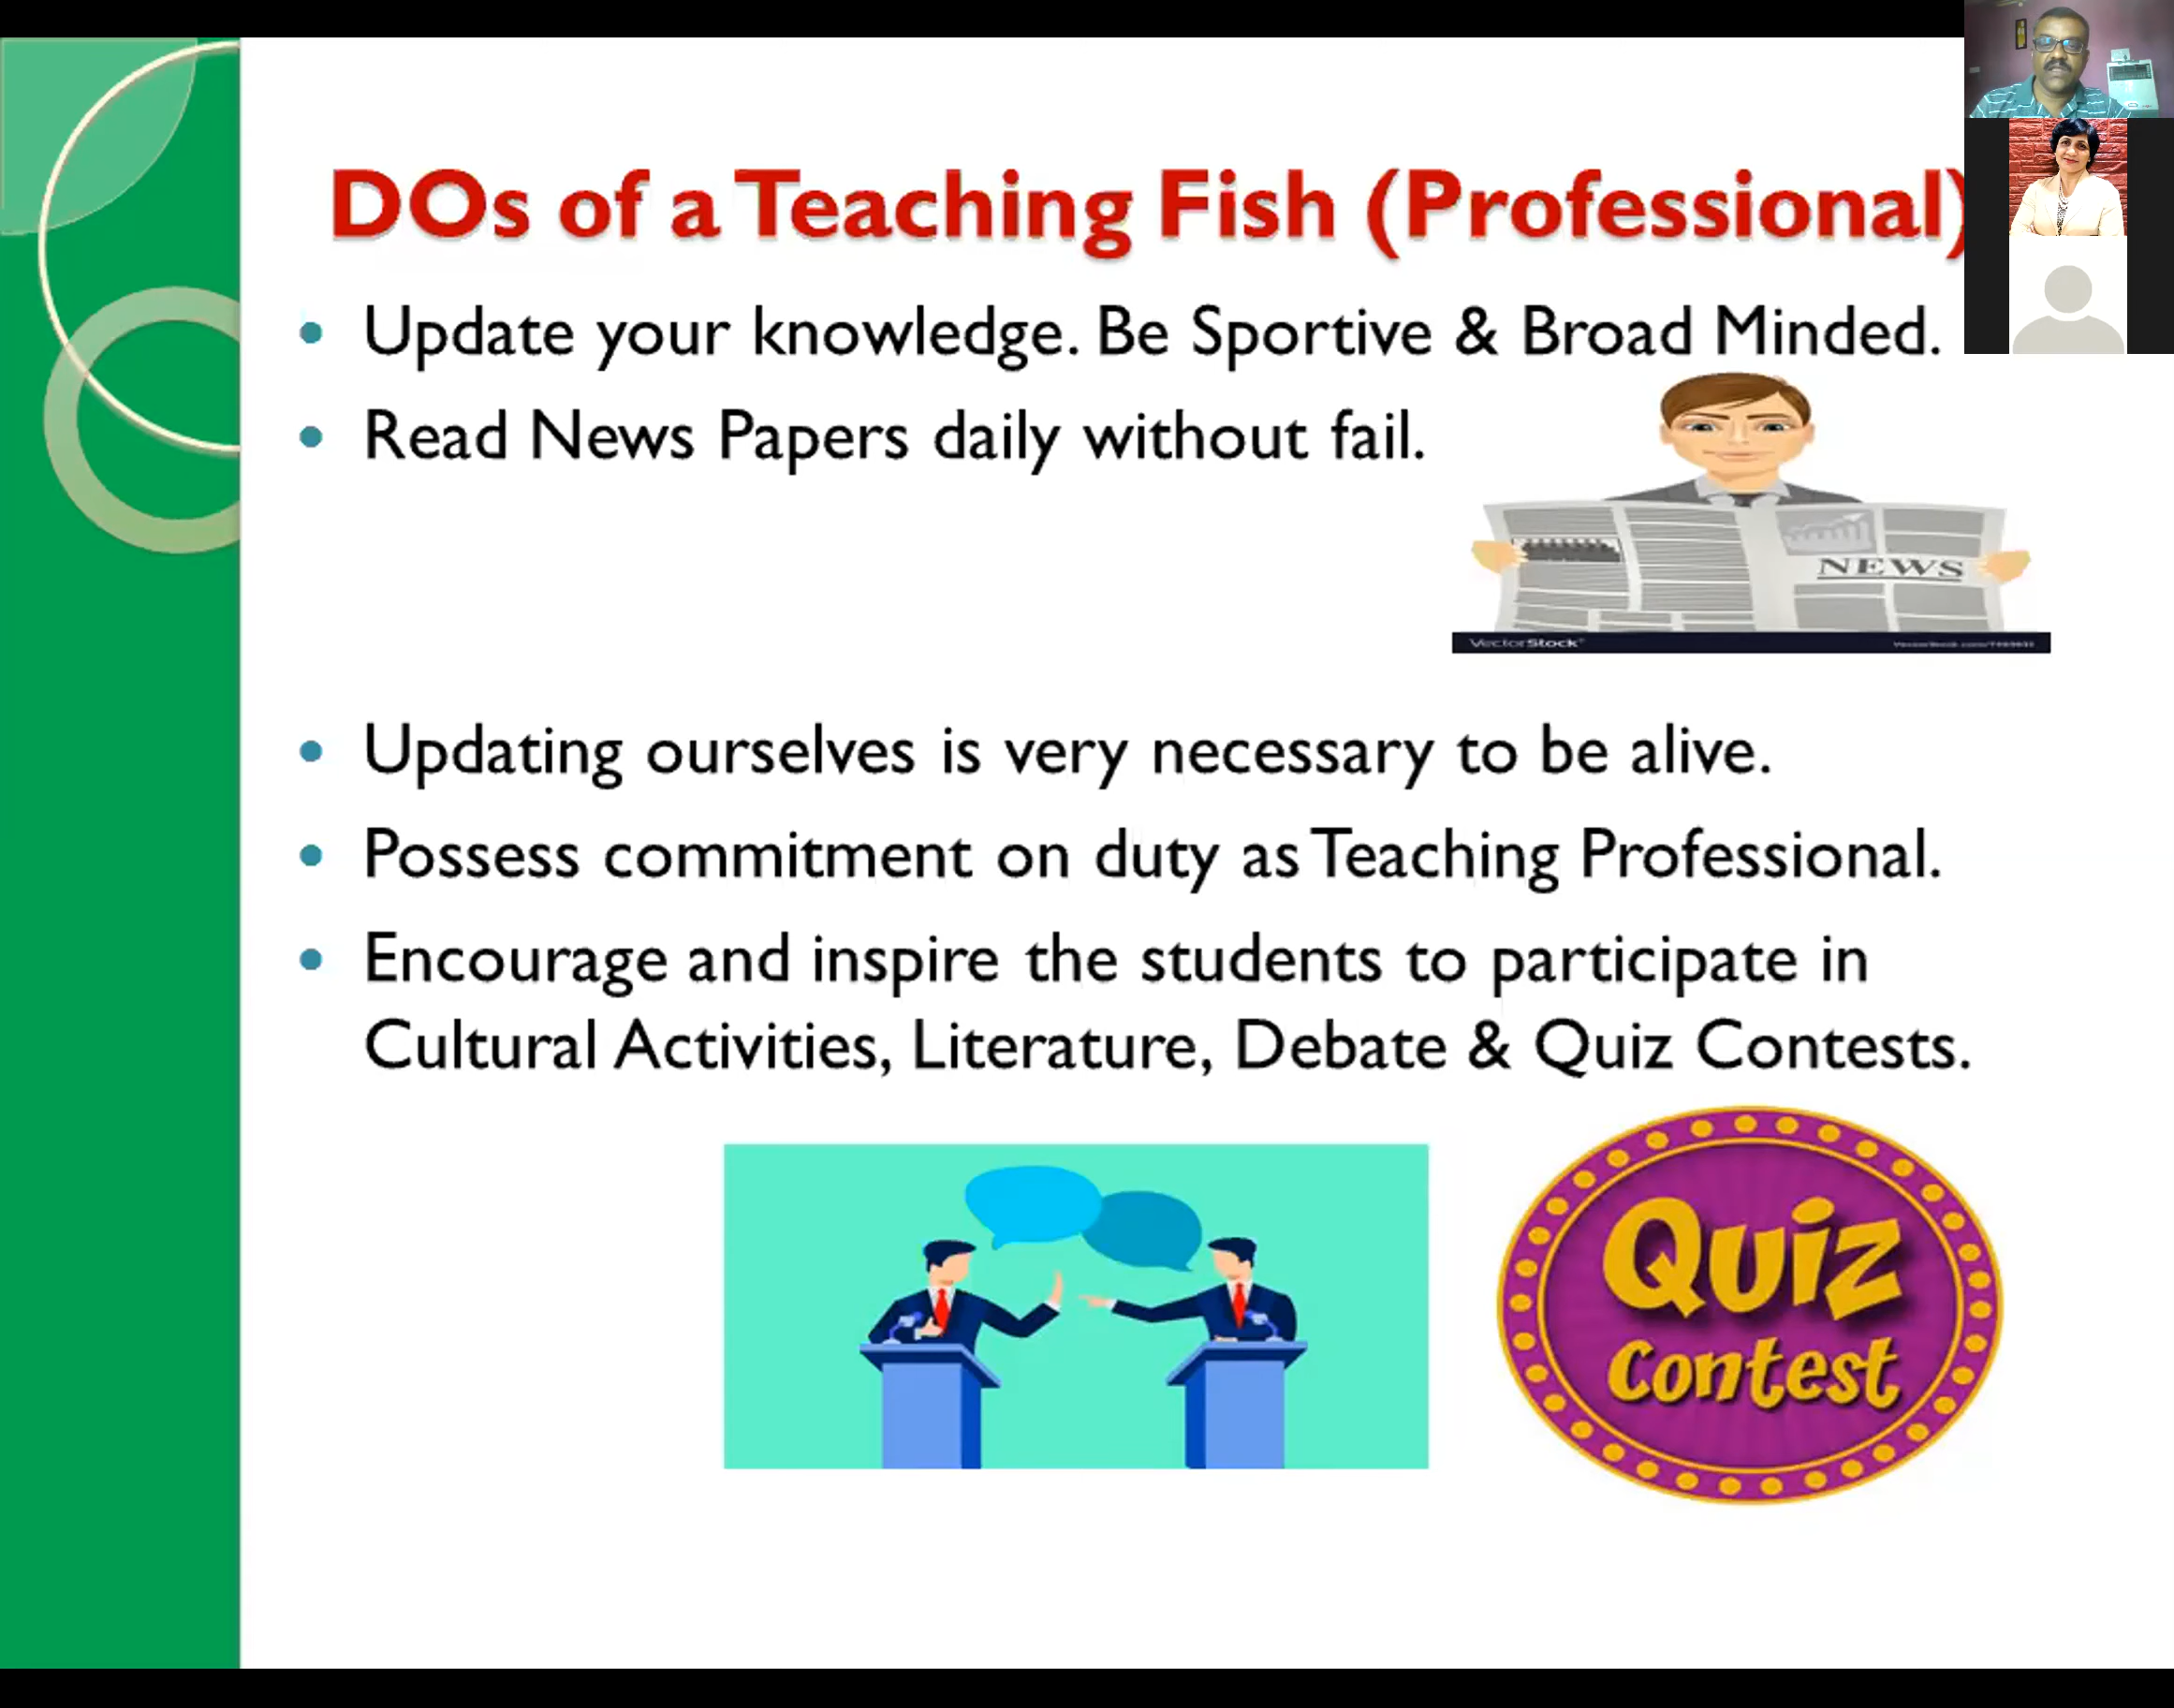 DOs of a Teaching Fish (Professional)
Update your knowledge. Be Sportive & Broad Minded.
Read News Papers daily without fail.
NEWS
VectorStock®
Updating ourselves is very necessary to be alive.
Possess commitment on duty as Teaching Professional.
Encourage and inspire the students to participate in
Cultural Activities, Literature, Debate & Quiz Contests.
Quiz
Contest